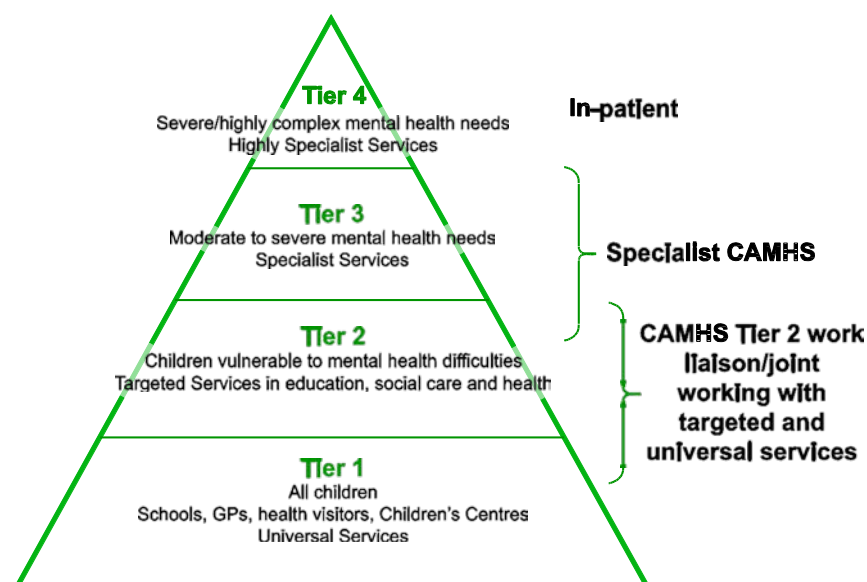 Tier 4
Severe/highly complex mental health needs
Highly Specialist Services
In-patient
Tier 3
Moderate to severe mental health needs
Specialist Services
Specialist CAMHS
Tier 2
Children vulnerable to mental health difficulties
Targeted Services in education, social care and health
CAMHS Tier 2 work
liaison/joint
working with
targeted and
universal services
Tier 1
All children
Schools, GPs, health visitors, Children's Centres
Universal Services